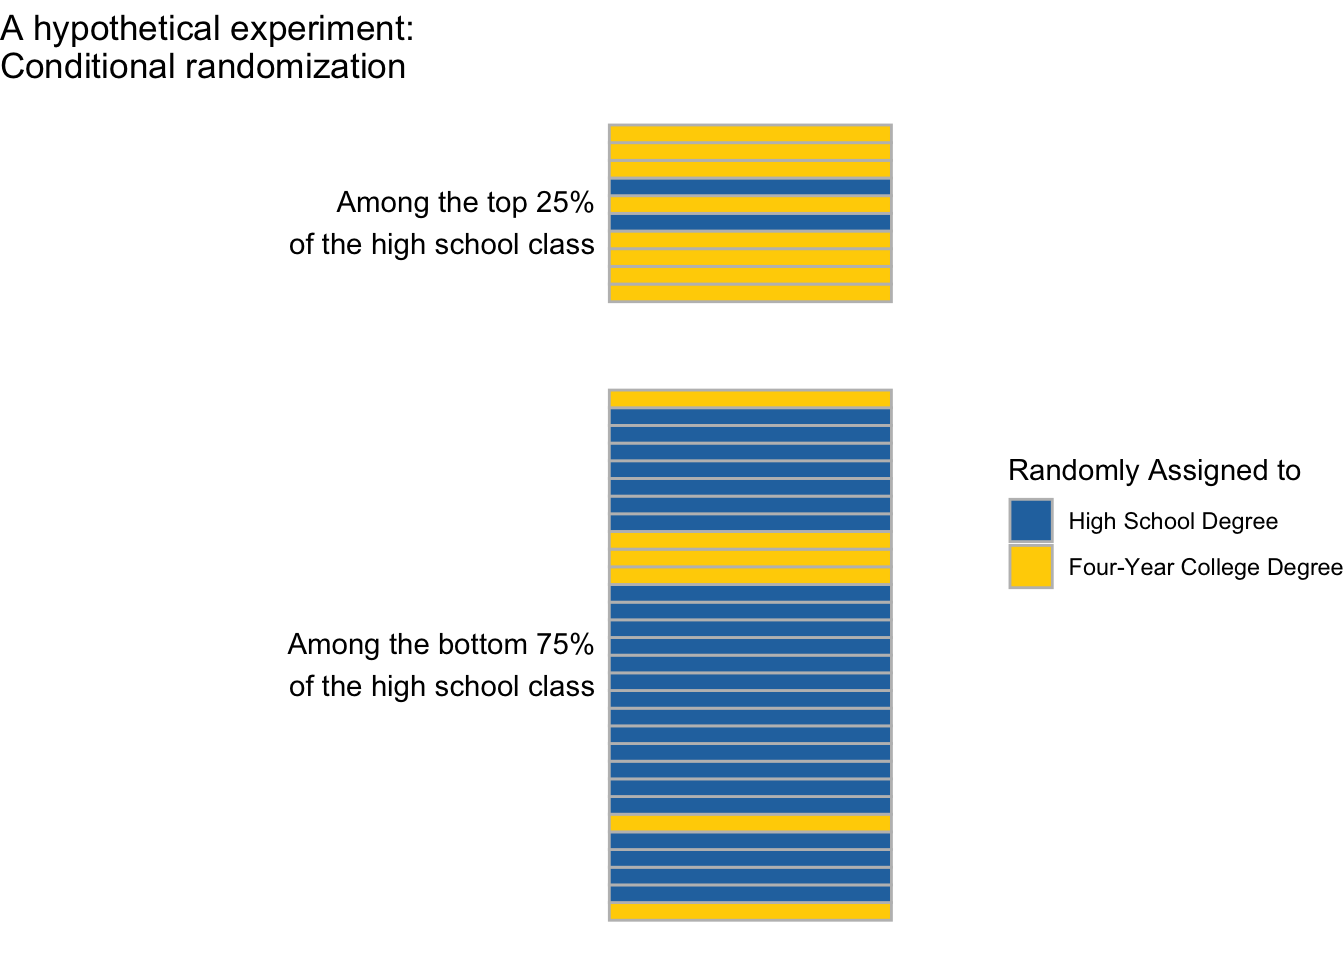 A hypothetical experiment:
Conditional randomization
Among the top 25%
of the high school class
Among the bottom 75%
of the high school class
Randomly Assigned to
High School Degree
Four-Year College Degree